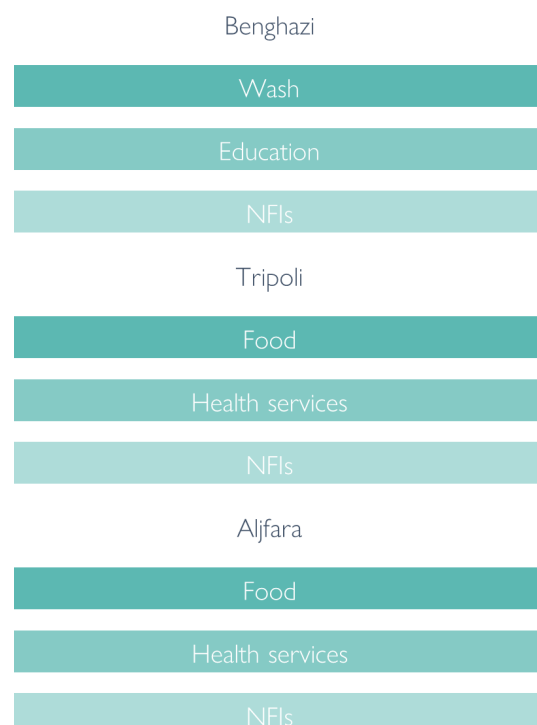 Benghazi
Wash
Education
NFIs
Tripoli
Food
Health services
NFIs
Aljfara
Food
Health services
NFIs